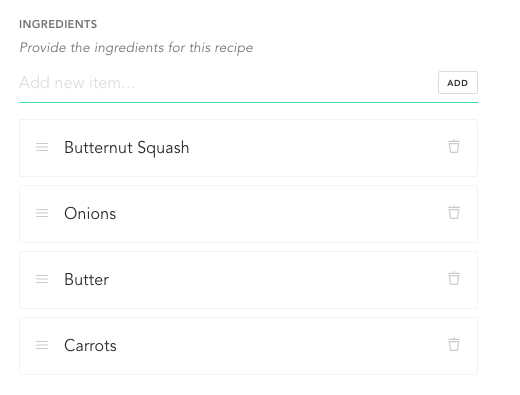 INGREDIENTS
Provide the ingredients for this recipe
Add new item...
ADD
Butternut Squash
Onions
Butter
Carrots